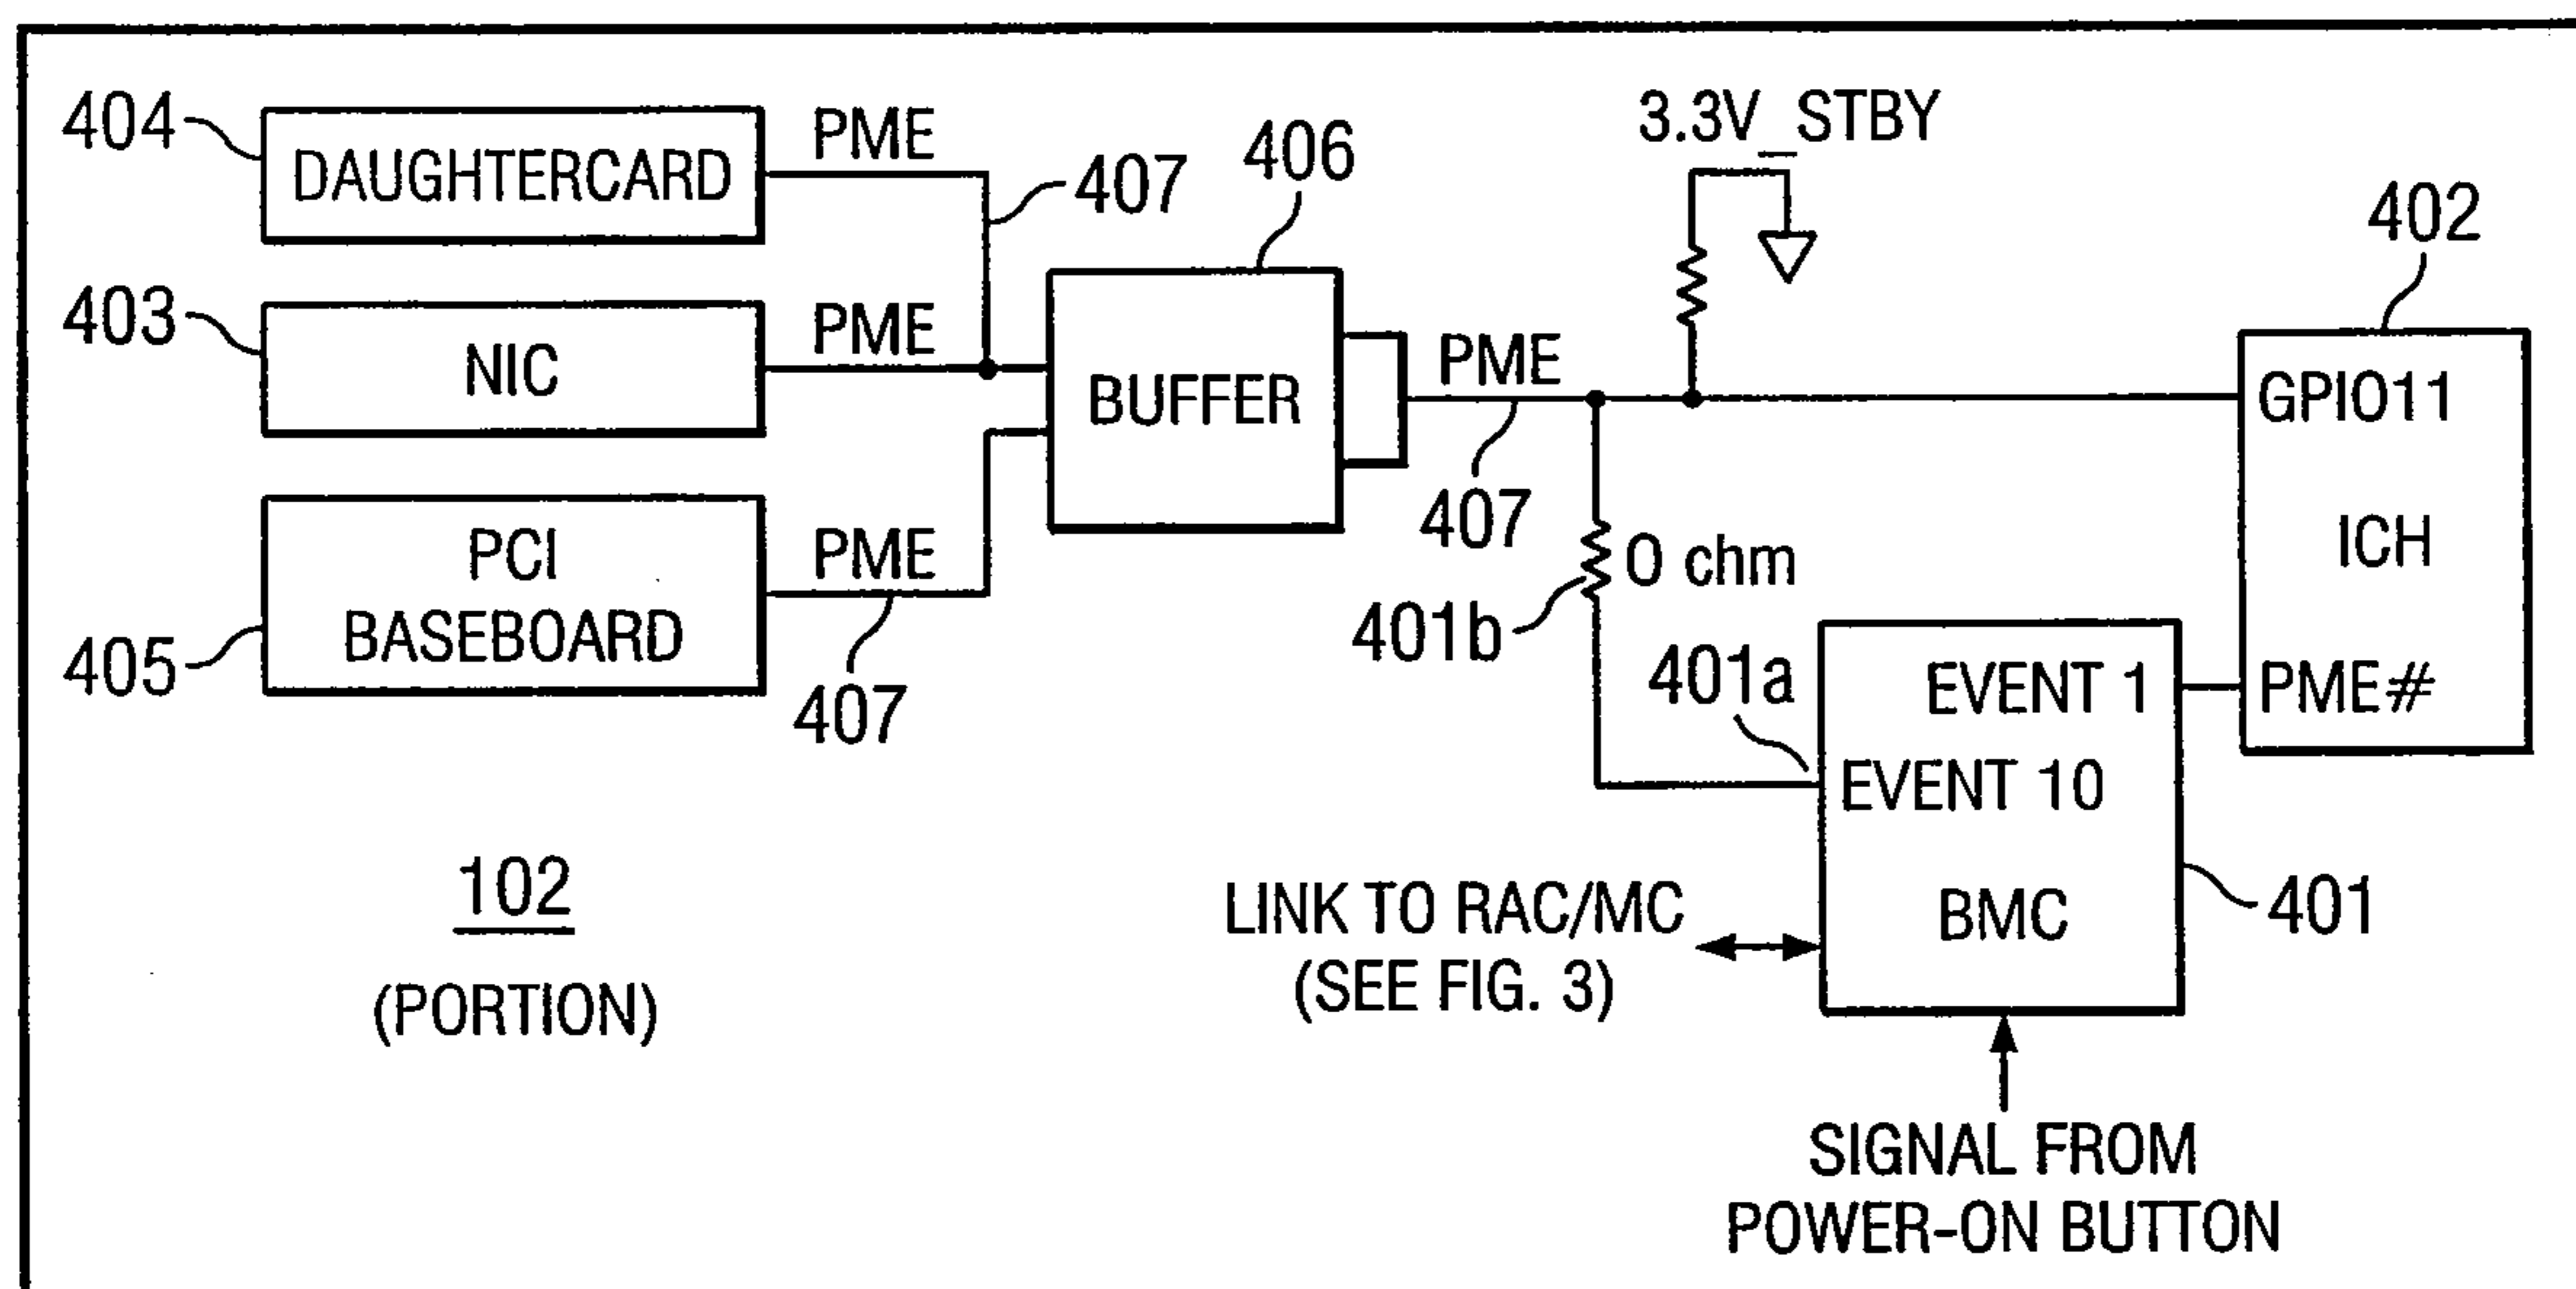 404
DAUGHTERCARD
PME
407
406
3.3V_STBY
402
403
NIC
PME
BUFFER
PME
407
GPIO11
ICH
PME#
405
PCI
BASEBOARD
PME
407
401b
0 chm
401a
EVENT 1
EVENT 10
BMC
401
LINK TO RAC/MC
(SEE FIG. 3)
102
(PORTION)
SIGNAL FROM
POWER-ON BUTTON